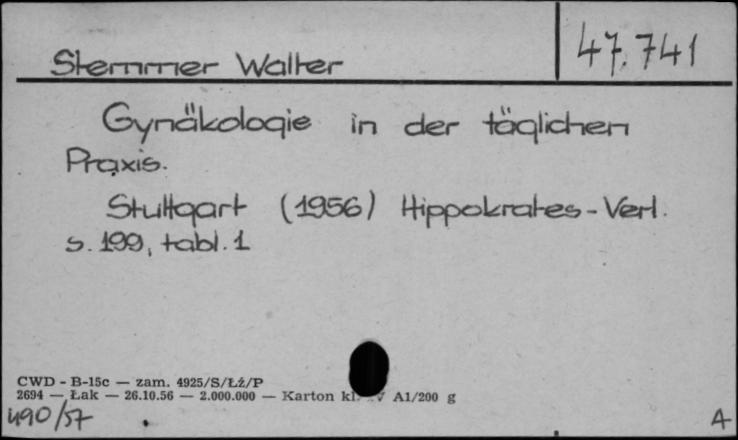 Stemmer Walter 47.741
Gynäkologie in der täglichen
Praxis.
Stuttgart (1956) Hippokrates-Verl.
s. 199, tabl. 1
CWD - B-15c — zam. 4925/S/Łź/P
2694 — Łak — 26.10.56 — 2.000.000 — Karton kl. V A1/200 g
490/57 A